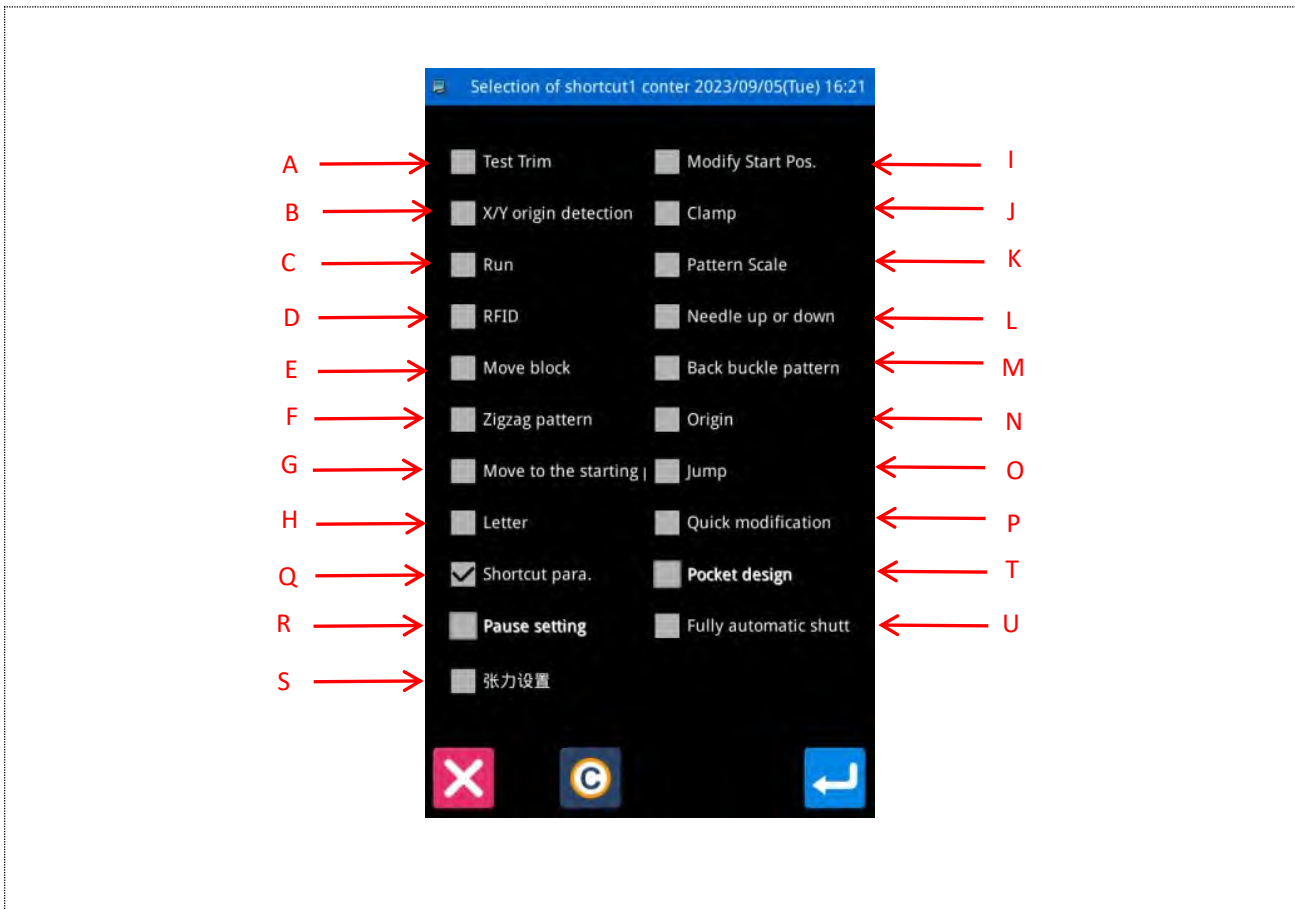 Selection of shortcut1 conter 2023/09/05(Tue) 16:21
A Test Trim Modify Start Pos. I
B X/Y origin detection Clamp J
C Run Pattern Scale K
D RFID Needle up or down L
E Move block Back buckle pattern M
F Zigzag pattern Origin N
G Move to the starting Jump O
H Letter Quick modification P
Q Shortcut para. Pocket design T
R Pause setting Fully automatic shutt U
S 张力设置
C